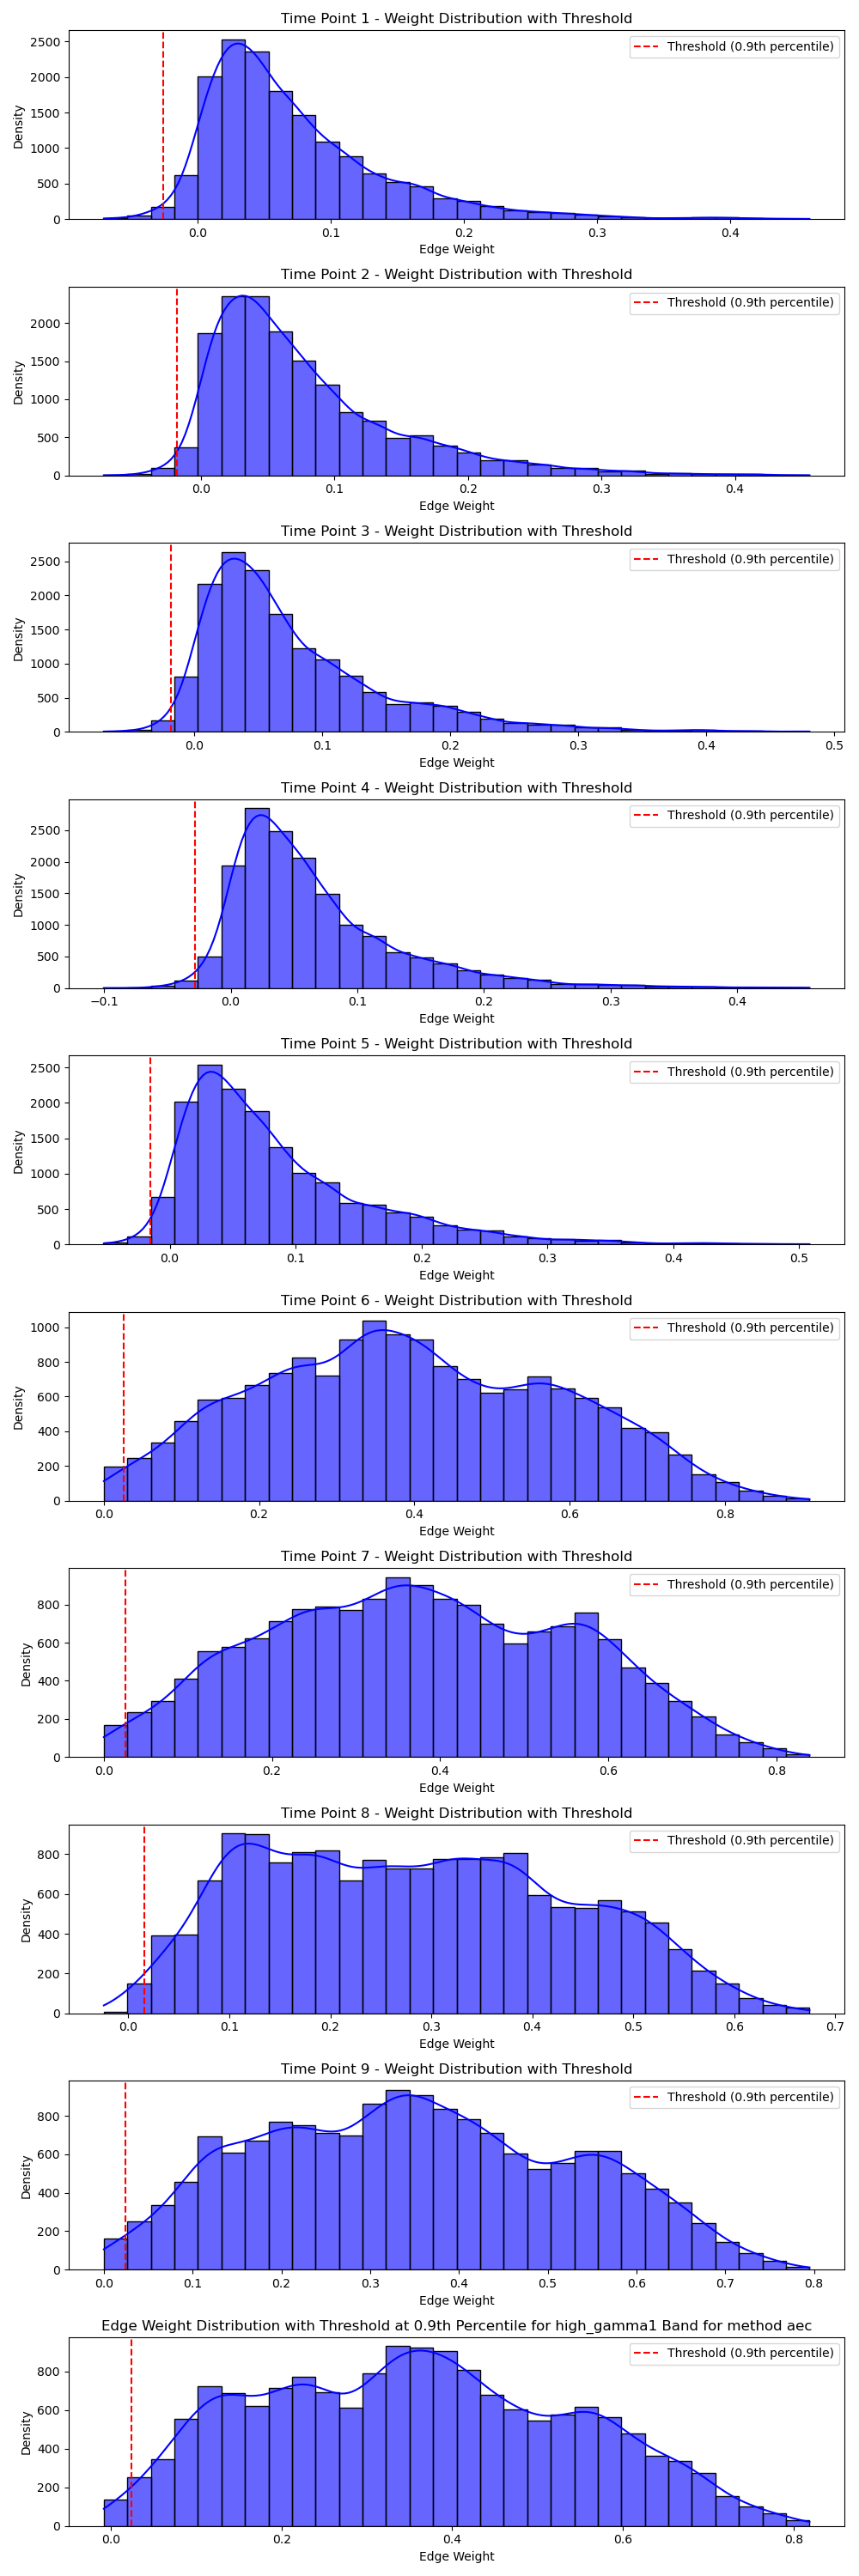 Time Point 1 - Weight Distribution with Threshold
Threshold (0.9th percentile)
Density
2500
2000
1500
1000
500
0
0.0 0.1 0.2 0.3 0.4
Edge Weight
Time Point 2 - Weight Distribution with Threshold
Threshold (0.9th percentile)
Density
2000
1500
1000
500
0
0.0 0.1 0.2 0.3 0.4
Edge Weight
Time Point 3 - Weight Distribution with Threshold
Threshold (0.9th percentile)
Density
2500
2000
1500
1000
500
0
0.0 0.1 0.2 0.3 0.4 0.5
Edge Weight
Time Point 4 - Weight Distribution with Threshold
Threshold (0.9th percentile)
Density
2500
2000
1500
1000
500
0
−0.1 0.0 0.1 0.2 0.3 0.4
Edge Weight
Time Point 5 - Weight Distribution with Threshold
Threshold (0.9th percentile)
Density
2500
2000
1500
1000
500
0
0.0 0.1 0.2 0.3 0.4 0.5
Edge Weight
Time Point 6 - Weight Distribution with Threshold
Threshold (0.9th percentile)
Density
1000
800
600
400
200
0
0.0 0.2 0.4 0.6 0.8
Edge Weight
Time Point 7 - Weight Distribution with Threshold
Threshold (0.9th percentile)
Density
800
600
400
200
0
0.0 0.2 0.4 0.6 0.8
Edge Weight
Time Point 8 - Weight Distribution with Threshold
Threshold (0.9th percentile)
Density
800
600
400
200
0
0.0 0.1 0.2 0.3 0.4 0.5 0.6 0.7
Edge Weight
Time Point 9 - Weight Distribution with Threshold
Threshold (0.9th percentile)
Density
800
600
400
200
0
0.0 0.1 0.2 0.3 0.4 0.5 0.6 0.7 0.8
Edge Weight
Edge Weight Distribution with Threshold at 0.9th Percentile for high_gamma1 Band for method aec
Threshold (0.9th percentile)
Density
800
600
400
200
0
0.0 0.2 0.4 0.6 0.8
Edge Weight